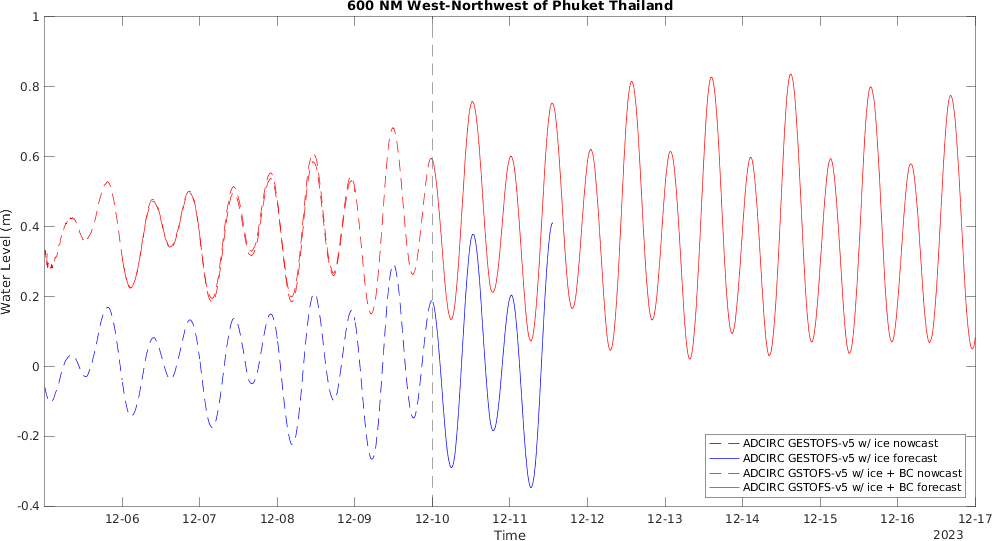 600 NM West-Northwest of Phuket Thailand
1
0.8
0.6
0.4
0.2
0
-0.2
-0.4
Water Level (m)
ADCIRC GESTOFS-v5 w/ ice nowcast
ADCIRC GESTOFS-v5 w/ ice forecast
ADCIRC GSTOFS-v5 w/ ice + BC nowcast
ADCIRC GSTOFS-v5 w/ ice + BC forecast
12-06 12-07 12-08 12-09 12-10 12-11 12-12 12-13 12-14 12-15 12-16 12-17
Time
2023